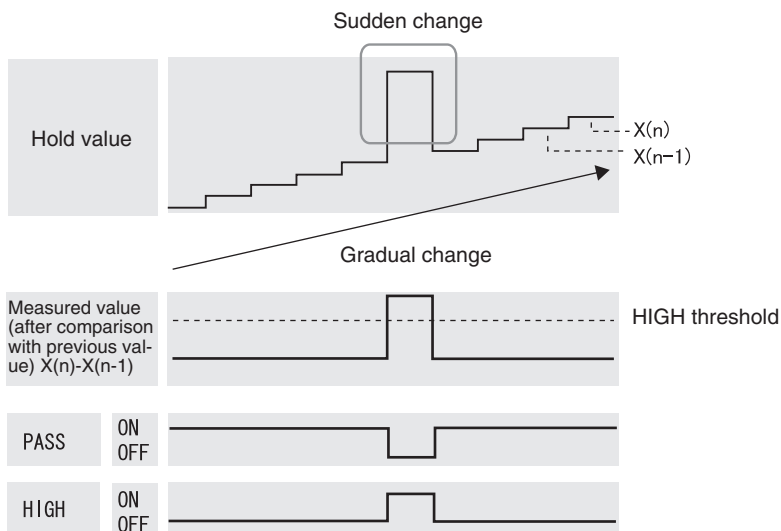 Sudden change
Hold value
X(n)
X(n-1)
Gradual change
Measured value
(after comparison
with previous val-
ue) X(n)-X(n-1)
HIGH threshold
PASS
ON
OFF
HIGH
ON
OFF